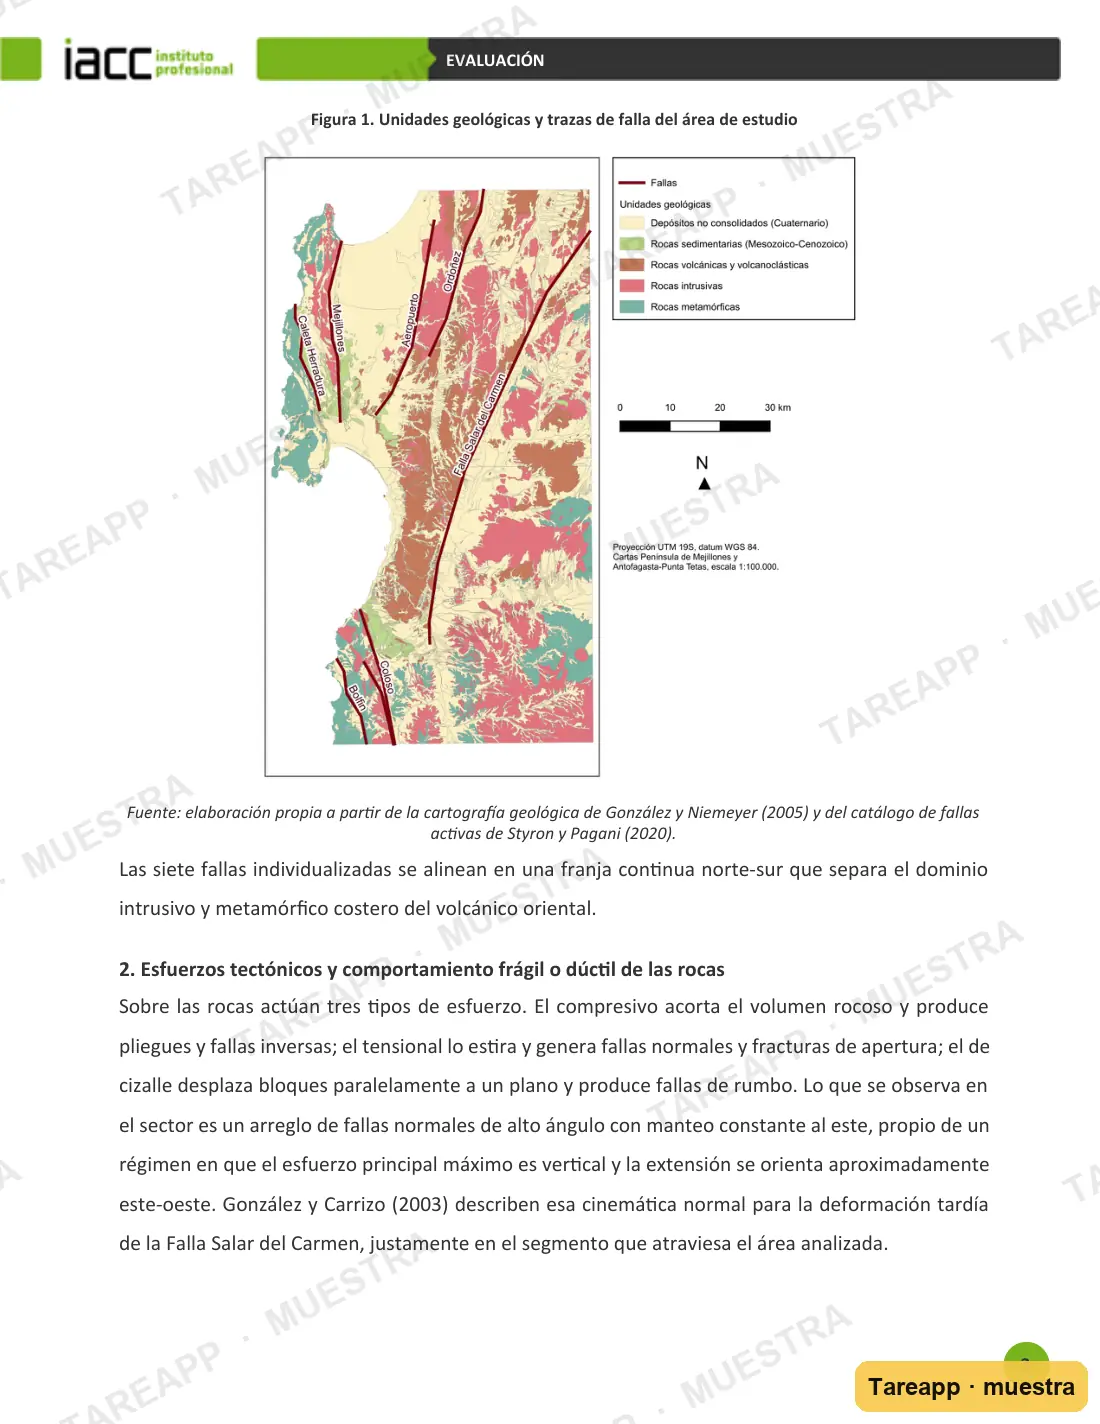 iacc instituto profesional
EVALUACIÓN
Figura 1. Unidades geológicas y trazas de falla del área de estudio
Fallas
Unidades geológicas
Depósitos no consolidados (Cuaternario)
Rocas sedimentarias (Mesozoico-Cenozoico)
Rocas volcánicas y volcanoclásticas
Rocas intrusivas
Rocas metamórficas
Caleta Herradura
Mejillones
Aeropuerto
Ordoñez
Falla Salar del Carmen
Coloso
Bolfin
0 10 20 30 km
N
Proyección UTM 19S, datum WGS 84.
Cartas Península de Mejillones y
Antofagasta-Punta Tetas, escala 1:100.000.
Fuente: elaboración propia a partir de la cartografía geológica de González y Niemeyer (2005) y del catálogo de fallas
activas de Styron y Pagani (2020).
Las siete fallas individualizadas se alinean en una franja continua norte-sur que separa el dominio
intrusivo y metamórfico costero del volcánico oriental.
2. Esfuerzos tectónicos y comportamiento frágil o dúctil de las rocas
Sobre las rocas actúan tres tipos de esfuerzo. El compresivo acorta el volumen rocoso y produce
pliegues y fallas inversas; el tensional lo estira y genera fallas normales y fracturas de apertura; el de
cizalle desplaza bloques paralelamente a un plano y produce fallas de rumbo. Lo que se observa en
el sector es un arreglo de fallas normales de alto ángulo con manteo constante al este, propio de un
régimen en que el esfuerzo principal máximo es vertical y la extensión se orienta aproximadamente
este-oeste. González y Carrizo (2003) describen esa cinemática normal para la deformación tardía
de la Falla Salar del Carmen, justamente en el segmento que atraviesa el área analizada.
TAREAPP · MUESTRA
Tareapp · muestra